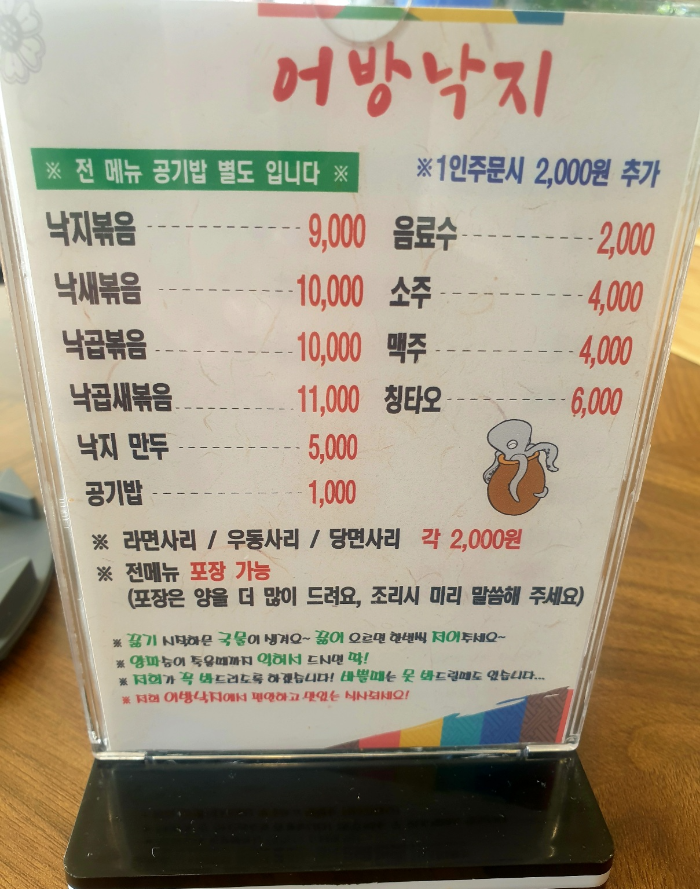 어방낙지
※ 전 메뉴 공기밥 별도 입니다 ※
※1인주문시 2,000원 추가
낙지볶음 9,000
낙새볶음 10,000
낙곱볶음 10,000
낙곱새볶음 11,000
낙지 만두 5,000
공기밥 1,000
음료수 2,000
소주 4,000
맥주 4,000
칭타오 6,000
※ 라면사리 / 우동사리 / 당면사리 각 2,000원
※ 전메뉴 포장 가능
(포장은 양을 더 많이 드려요, 조리시 미리 말씀해 주세요)
※ 끓기 시작하면 국물이 생겨요~ 끓어 오르면 한번씩 저어주세요~
※ 양파 숨이 죽을때까지 익혀서 드시면 딱!
※ 저희가 꼭 해드리도록 하겠습니다! 바쁠때는 못 해드릴때도 있습니다...
※ 저희 어방낙지에서 편안하고 맛있는 식사하십시오!